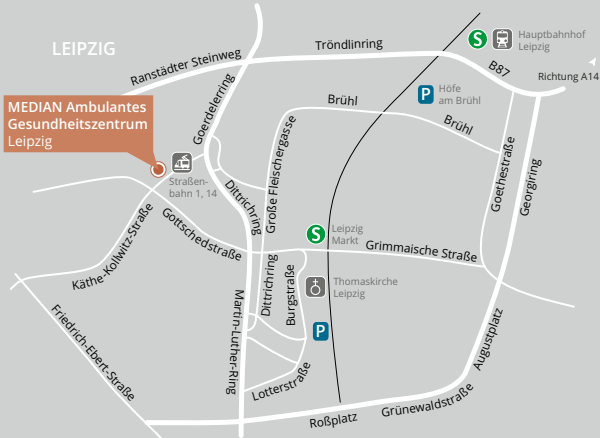 LEIPZIG
Ranstädter Steinweg
Tröndlinring
S
Hauptbahnhof
Leipzig
B87
Richtung A14
MEDIAN Ambulantes
Gesundheitszentrum
Leipzig
Goerdelerring
P
Höfe
am Brühl
Brühl
Brühl
Große Fleischergasse
Goethestraße
Georgiring
Straßen-
bahn 1, 14
Dittrichring
Gottschedstraße
Käthe-Kollwitz-Straße
S
Leipzig
Markt
Grimmaische Straße
Dittrichring
Burgstraße
Thomaskirche
Leipzig
Martin-Luther-Ring
Friedrich-Ebert-Straße
P
Lotterstraße
Augustplatz
Roßplatz
Grünewaldstraße